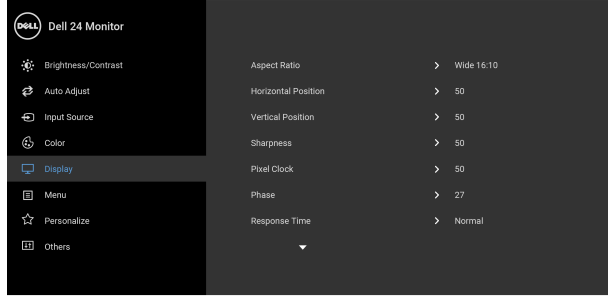 DELL Dell 24 Monitor
Brightness/Contrast Aspect Ratio Wide 16:10
Auto Adjust Horizontal Position 50
Input Source Vertical Position 50
Color Sharpness 50
Display Pixel Clock 50
Menu Phase 27
Personalize Response Time Normal
Others